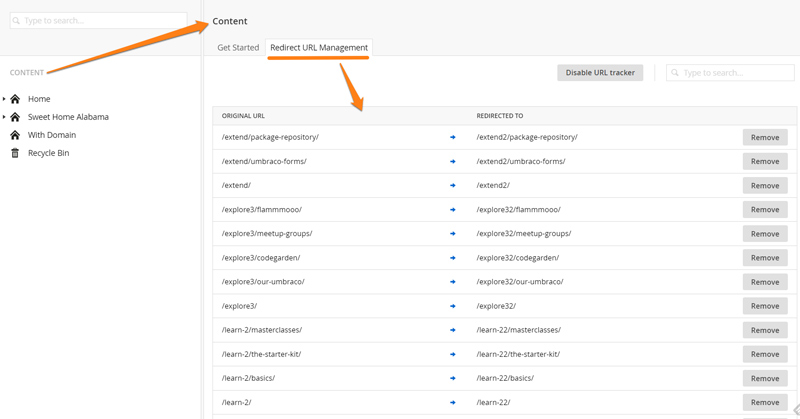 Type to search...
Content
Get Started Redirect URL Management
CONTENT
Disable URL tracker Type to search...
Home
Sweet Home Alabama
With Domain
Recycle Bin
ORIGINAL URL REDIRECTED TO
/extend/package-repository/ /extend2/package-repository/ Remove
/extend/umbraco-forms/ /extend2/umbraco-forms/ Remove
/extend/ /extend2/ Remove
/explore3/flammmooo/ /explore32/flammmooo/ Remove
/explore3/meetup-groups/ /explore32/meetup-groups/ Remove
/explore3/codegarden/ /explore32/codegarden/ Remove
/explore3/our-umbraco/ /explore32/our-umbraco/ Remove
/explore3/ /explore32/ Remove
/learn-2/masterclasses/ /learn-22/masterclasses/ Remove
/learn-2/the-starter-kit/ /learn-22/the-starter-kit/ Remove
/learn-2/basics/ /learn-22/basics/ Remove
/learn-2/ /learn-22/ Remove